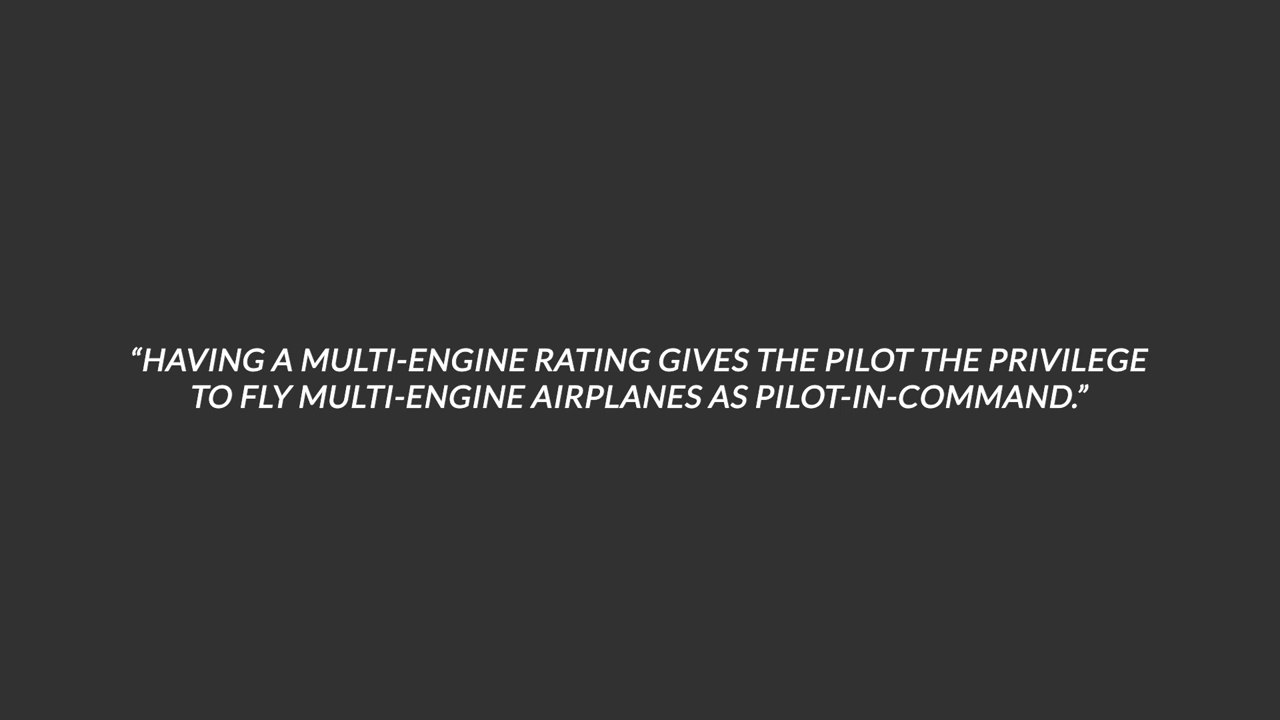 “HAVING A MULTI-ENGINE RATING GIVES THE PILOT THE PRIVILEGE
TO FLY MULTI-ENGINE AIRPLANES AS PILOT-IN-COMMAND.”